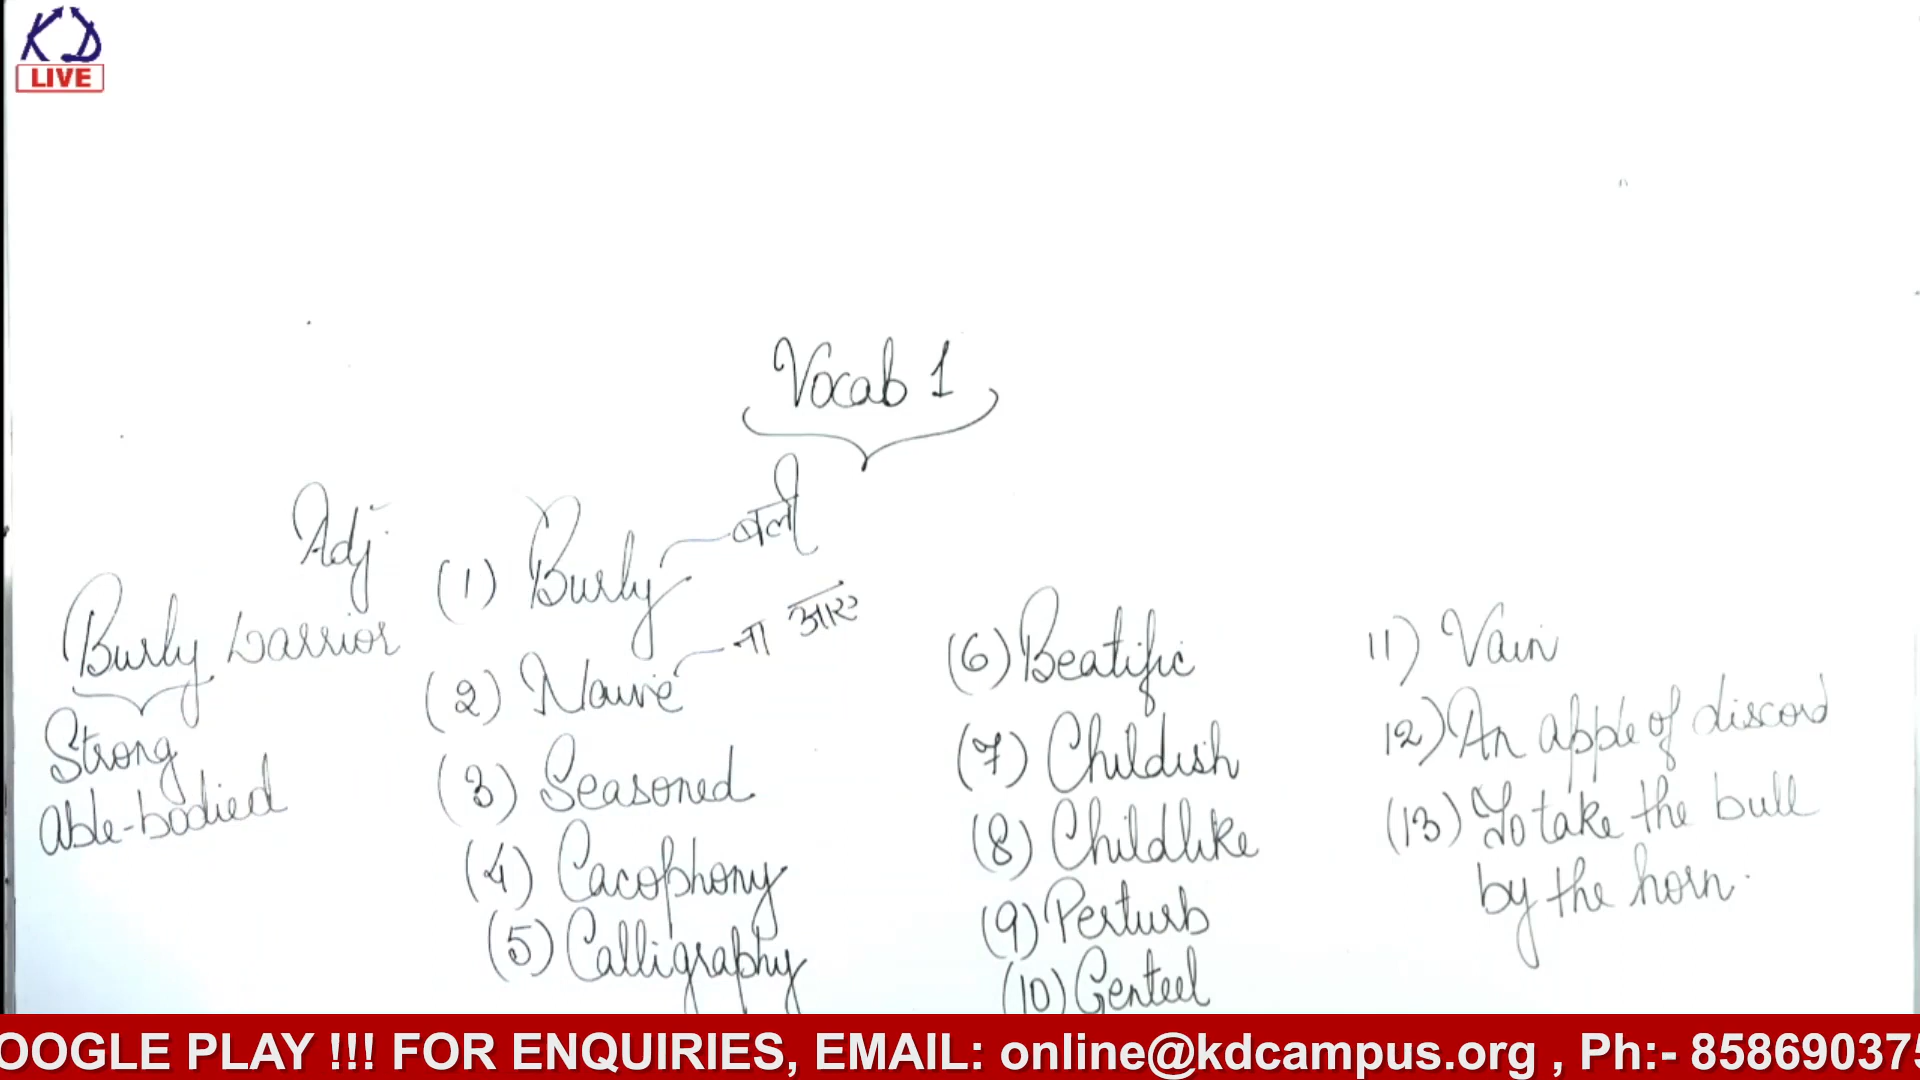 KD
LIVE
Vocab 1
Adj
Burly warrior
Strong
able-bodied
(1) Burly
बली
(2) Naive
ना आए
(3) Seasoned
(4) Cacophony
(5) Calligraphy
(6) Beatific
(7) Childish
(8) Childlike
(9) Perturb
(10) Genteel
11) Vain
12) An apple of discord
(13) To take the bull
by the horn.
OOGLE PLAY !!! FOR ENQUIRIES, EMAIL: online@kdcampus.org , Ph:- 858690375